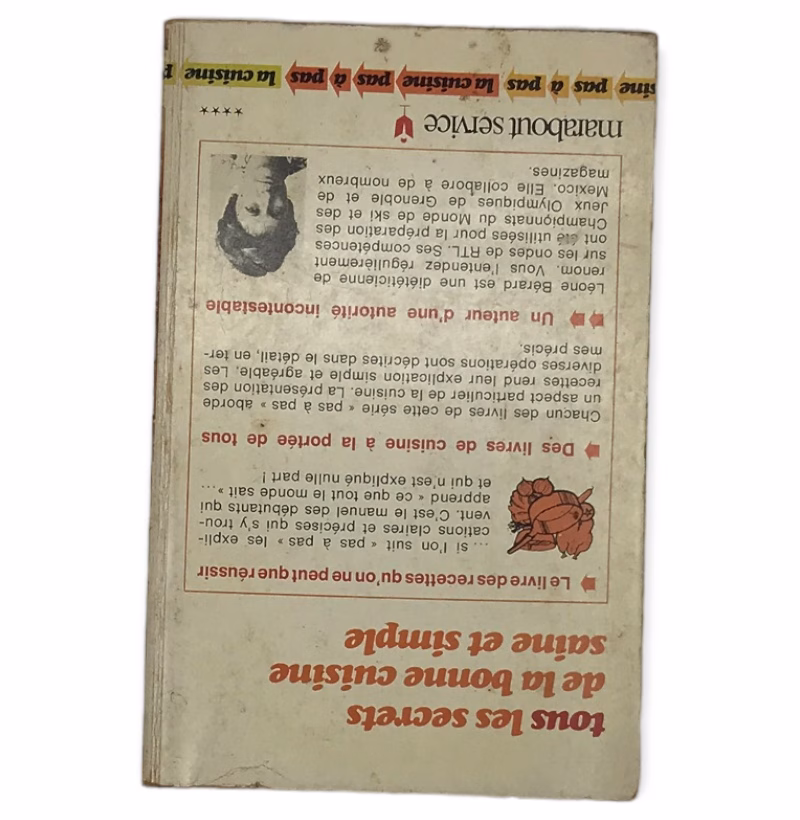 tous les secrets
de la bonne cuisine
saine et simple
Le livre des recettes qu'on ne peut que réussir
... si l'on suit « pas à pas » les expli-
cations claires et précises qui s'y trou-
vent. C'est le manuel des débutants qui
apprend « ce que tout le monde sait »...
et qui n'est expliqué nulle part !
Des livres de cuisine à la portée de tous
Chacun des livres de cette série « pas à pas » aborde
un aspect particulier de la cuisine. La présentation des
recettes rend leur explication simple et agréable. Les
diverses opérations sont décrites dans le détail, en ter-
mes précis.
Un auteur d'une autorité incontestable
Léone Bérard est une diététicienne de
renom. Vous l'entendez régulièrement
sur les ondes de RTL. Ses compétences
ont été utilisées pour la préparation des
Championnats du Monde de ski et des
Jeux Olympiques de Grenoble et de
Mexico. Elle collabore à de nombreux
magazines.
marabout service
****
sine pas à pas la cuisine pas à pas la cuisine p